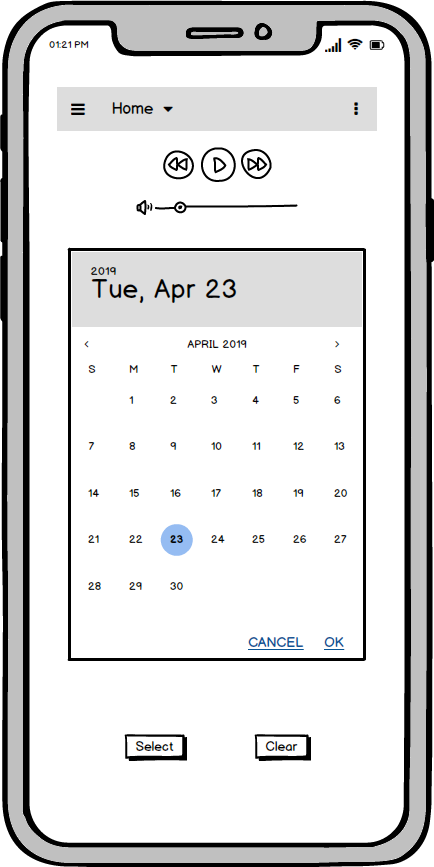 01:21 PM
Home
2019
Tue, Apr 23
APRIL 2019
S M T W T F S
1 2 3 4 5 6
7 8 9 10 11 12 13
14 15 16 17 18 19 20
21 22 23 24 25 26 27
28 29 30
CANCEL OK
Select Clear